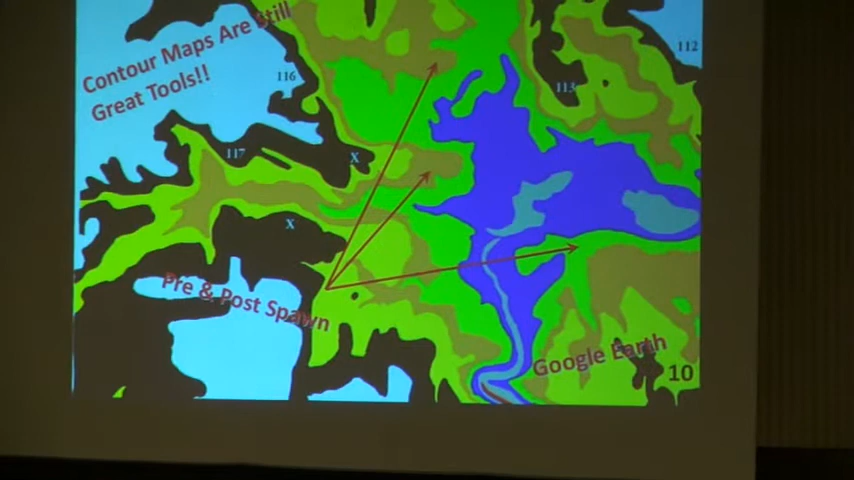 Contour Maps Are Still
Great Tools!!
112
116
113
117
X
X
Pre & Post Spawn
Google Earth
10